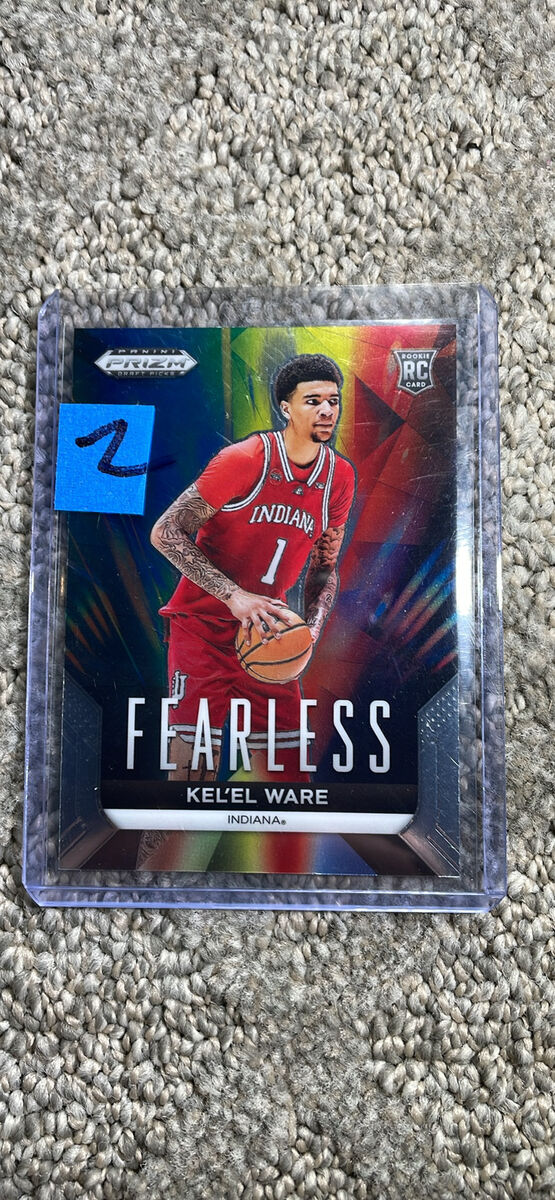 PANINI
PRIZM
DRAFT PICKS
ROOKIE
RC
CARD
2
INDIANA
1
FEARLESS
KEL'EL WARE
INDIANA®